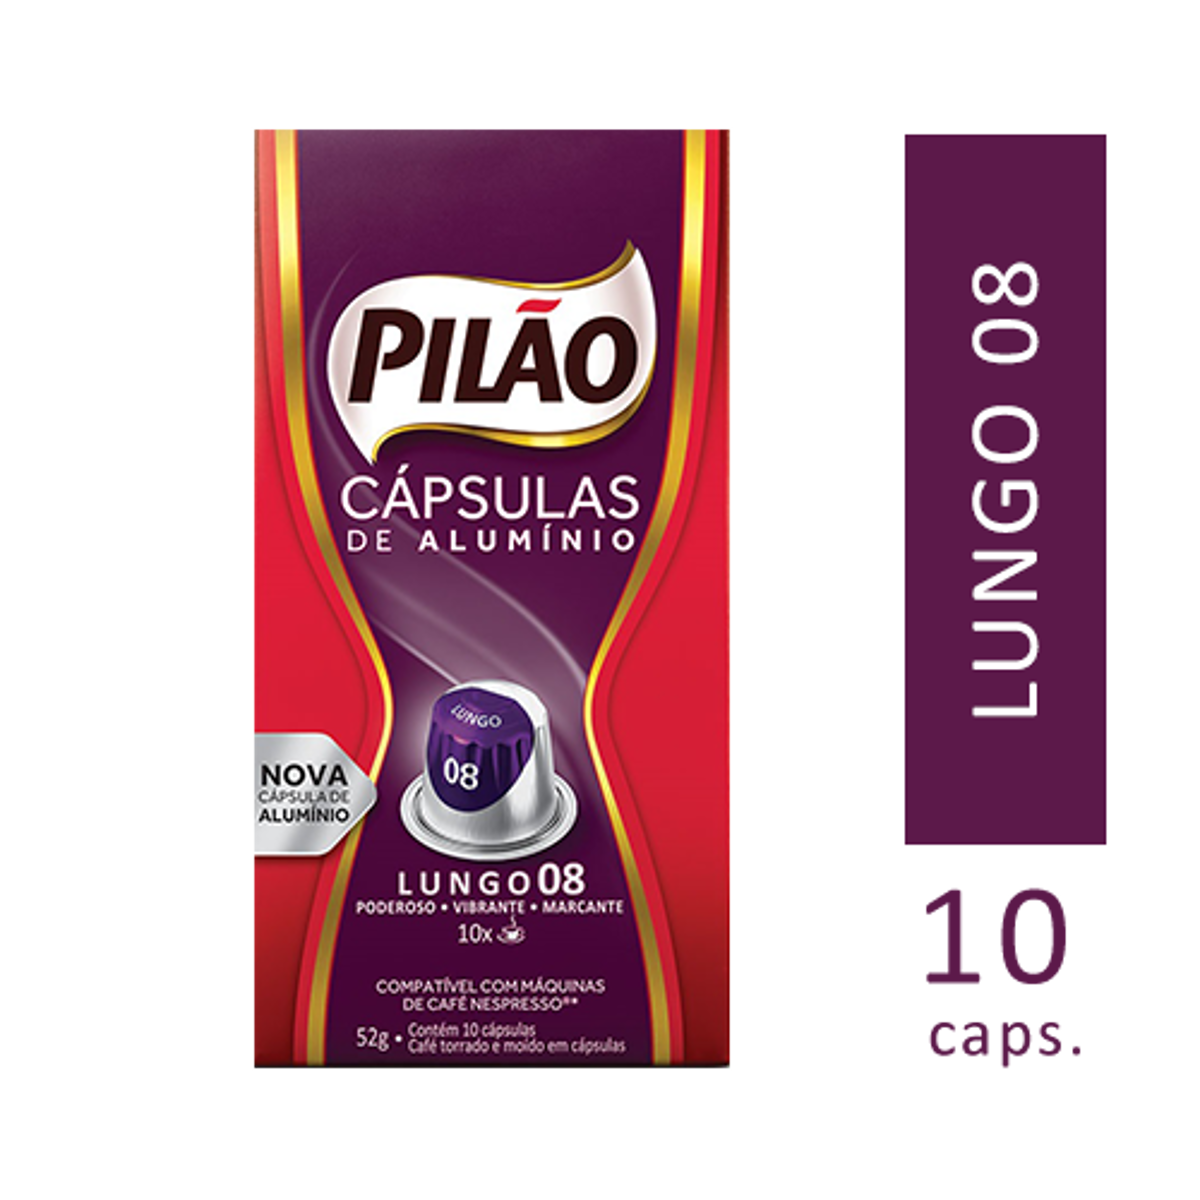 PILÃO
CÁPSULAS
DE ALUMÍNIO
LUNGO
08
NOVA
CÁPSULA DE
ALUMÍNIO
LUNGO 08
PODEROSO • VIBRANTE • MARCANTE
10x
COMPATÍVEL COM MÁQUINAS
DE CAFÉ NESPRESSO®*
52g • Contém 10 cápsulas
Café torrado e moído em cápsulas
LUNGO 08
10
caps.